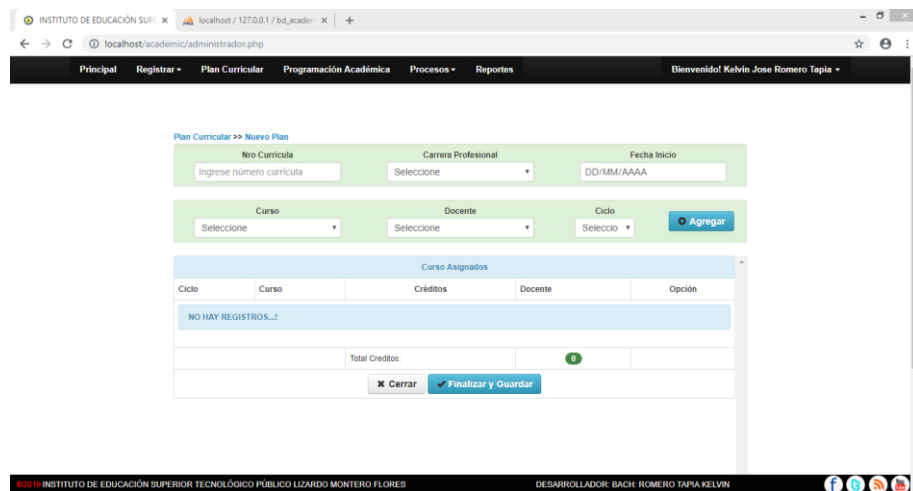 INSTITUTO DE EDUCACIÓN SUP
localhost / 127.0.0.1 / bd_academ
localhost/academic/administrador.php
Principal Registrar Plan Curricular Programación Académica Procesos Reportes Bienvenido! Kelvin Jose Romero Tapia
Plan Curricular >> Nuevo Plan
Nro Curricula Carrera Profesional Fecha Inicio
Ingrese número currícula Seleccione DD/MM/AAAA
Curso Docente Ciclo
Seleccione Seleccione Seleccio Agregar
Curso Asignados
Ciclo Curso Créditos Docente Opción
NO HAY REGISTROS...!
Total Creditos: 0
Cerrar Finalizar y Guardar
©2019 INSTITUTO DE EDUCACIÓN SUPERIOR TECNOLÓGICO PÚBLICO LIZARDO MONTERO FLORES DESARROLLADOR: BACH: ROMERO TAPIA KELVIN